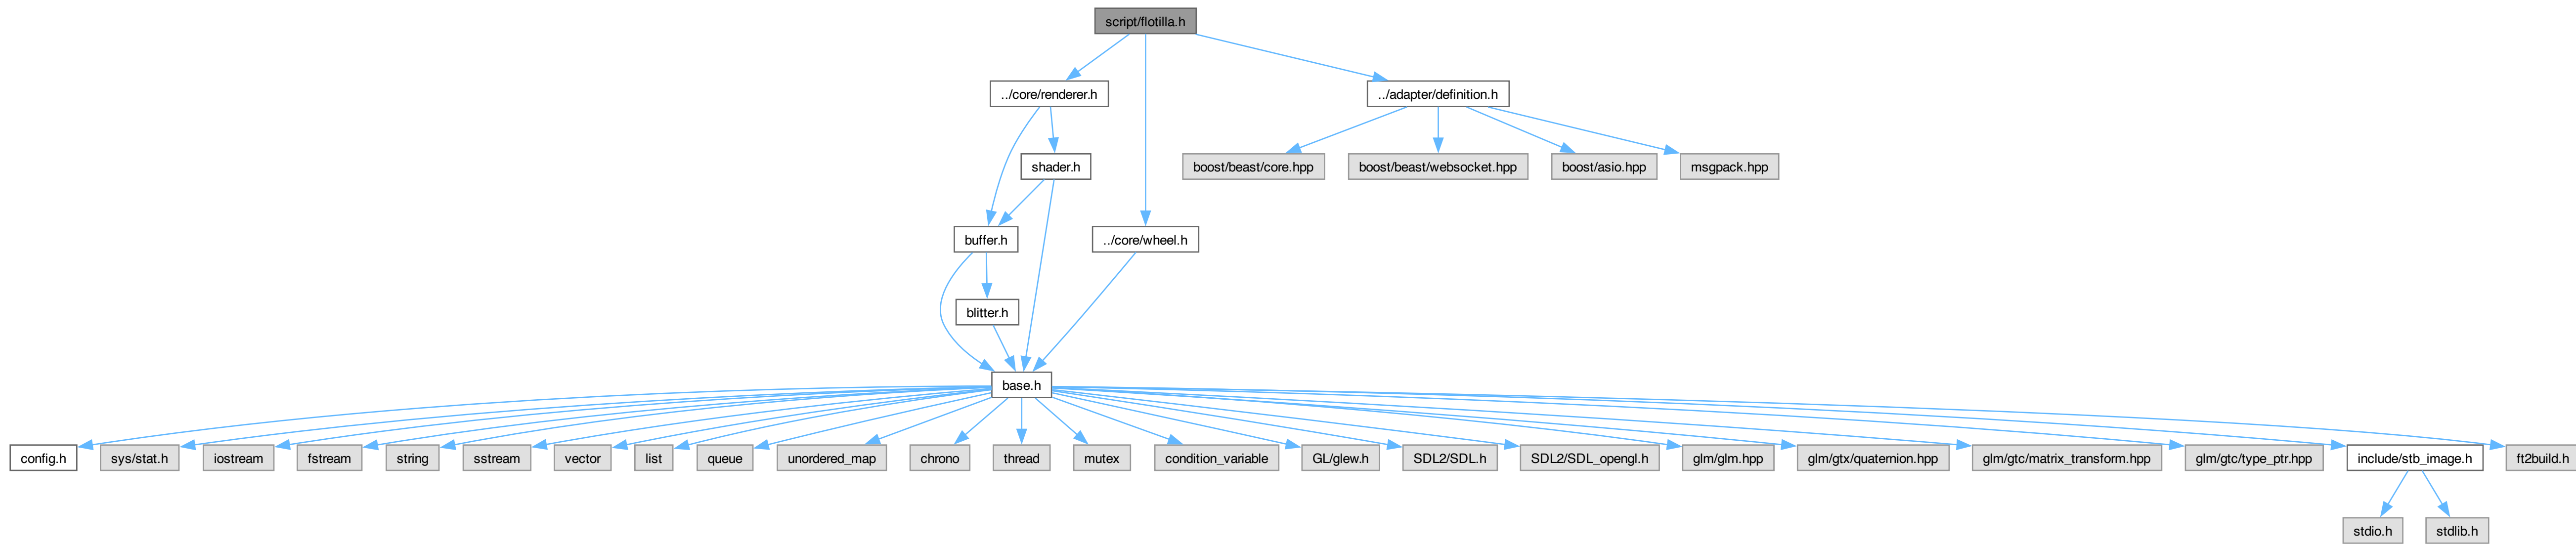 script/flotilla.h
../core/renderer.h
../adapter/definition.h
shader.h
boost/beast/core.hpp
boost/beast/websocket.hpp
boost/asio.hpp
msgpack.hpp
buffer.h
../core/wheel.h
blitter.h
base.h
config.h
sys/stat.h
iostream
fstream
string
sstream
vector
list
queue
unordered_map
chrono
thread
mutex
condition_variable
GL/glew.h
SDL2/SDL.h
SDL2/SDL_opengl.h
glm/glm.hpp
glm/gtx/quaternion.hpp
glm/gtc/matrix_transform.hpp
glm/gtc/type_ptr.hpp
include/stb_image.h
ft2build.h
stdio.h
stdlib.h